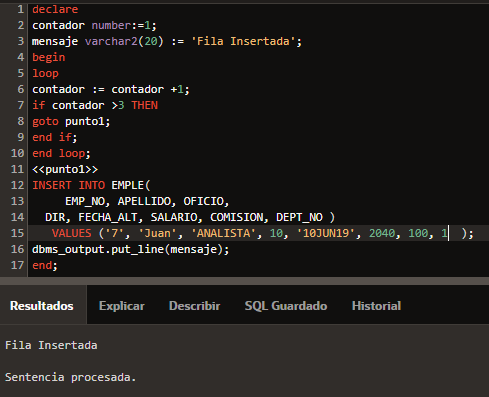 1 declare
2 contador number:=1;
3 mensaje varchar2(20) := 'Fila Insertada';
4 begin
5 loop
6 contador := contador +1;
7 if contador >3 THEN
8 goto punto1;
9 end if;
10 end loop;
11 <<punto1>>
12 INSERT INTO EMPLE(
13 EMP_NO, APELLIDO, OFICIO,
14 DIR, FECHA_ALT, SALARIO, COMISION, DEPT_NO )
15 VALUES ('7', 'Juan', 'ANALISTA', 10, '10JUN19', 2040, 100, 1 );
16 dbms_output.put_line(mensaje);
17 end;
Resultados Explicar Describir SQL Guardado Historial
Fila Insertada
Sentencia procesada.